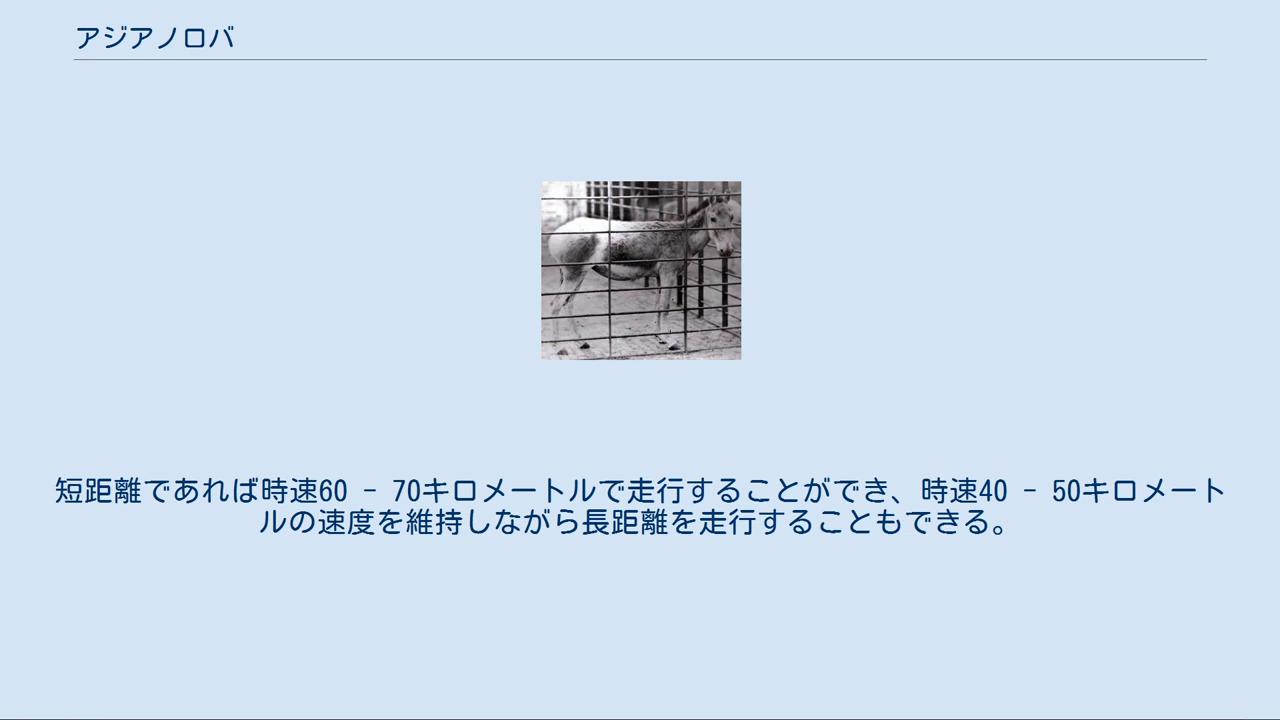 アジアノロバ
短距離であれば時速60 - 70キロメートルで走行することができ、時速40 - 50キロメート
ルの速度を維持しながら長距離を走行することもできる。